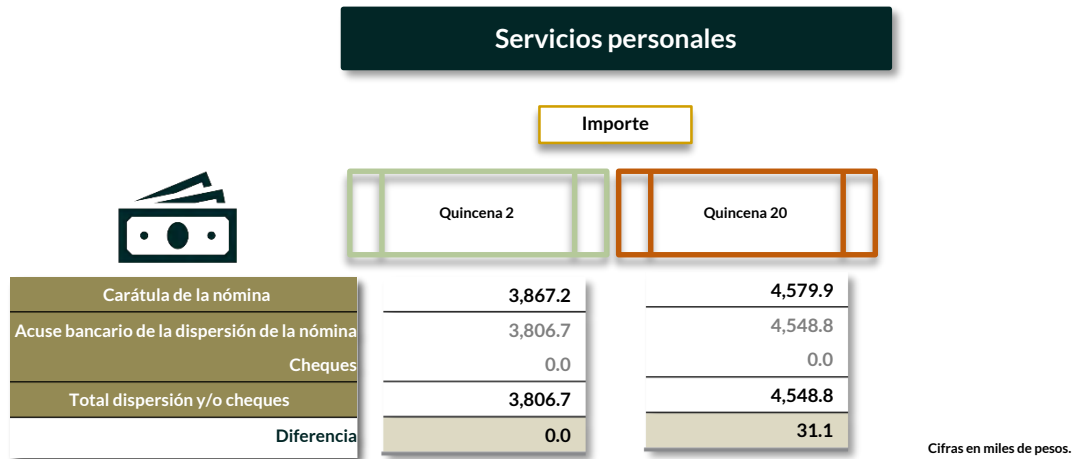 Servicios personales
Importe
Quincena 2
Quincena 20
Carátula de la nómina 3,867.2 4,579.9
Acuse bancario de la dispersión de la nómina 3,806.7 4,548.8
Cheques 0.0 0.0
Total dispersión y/o cheques 3,806.7 4,548.8
Diferencia 0.0 31.1
Cifras en miles de pesos.